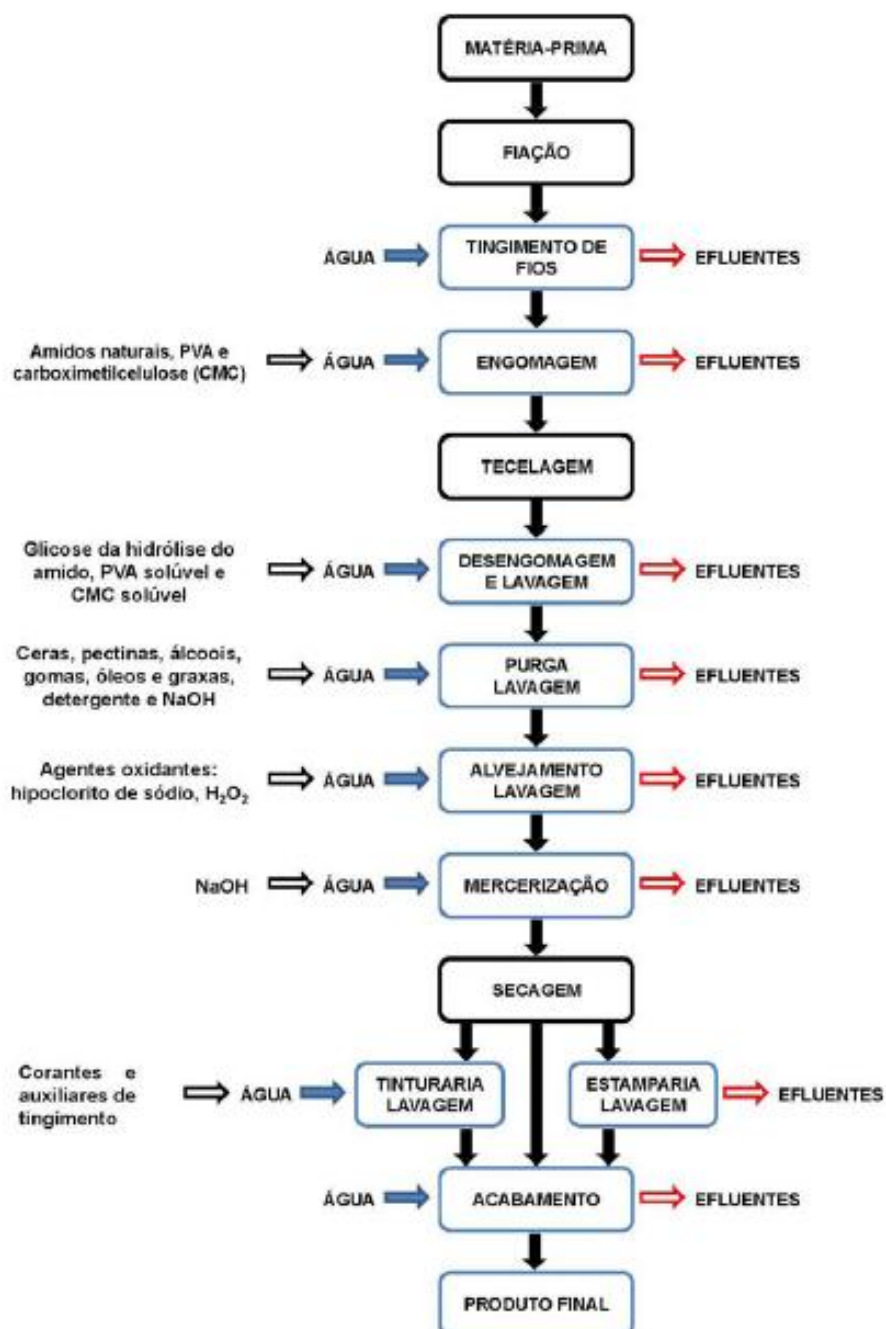 MATÉRIA-PRIMA
FIAÇÃO
ÁGUA
TINGIMENTO DE
FIOS
EFLUENTES
Amidos naturais, PVA e
carboximetilcelulose (CMC)
ÁGUA
ENGOMAGEM
EFLUENTES
TECELAGEM
Glicose da hidrólise do
amido, PVA solúvel e
CMC solúvel
ÁGUA
DESENGOMAGEM
E LAVAGEM
EFLUENTES
Ceras, pectinas, álcoois,
gomas, óleos e graxas,
detergente e NaOH
ÁGUA
PURGA
LAVAGEM
EFLUENTES
Agentes oxidantes:
hipoclorito de sódio, H₂O₂
ÁGUA
ALVEJAMENTO
LAVAGEM
EFLUENTES
NaOH
ÁGUA
MERCERIZAÇÃO
EFLUENTES
SECAGEM
Corantes e
auxiliares de
tingimento
ÁGUA
TINTURARIA
LAVAGEM
ESTAMPARIA
LAVAGEM
EFLUENTES
ÁGUA
ACABAMENTO
EFLUENTES
PRODUTO FINAL